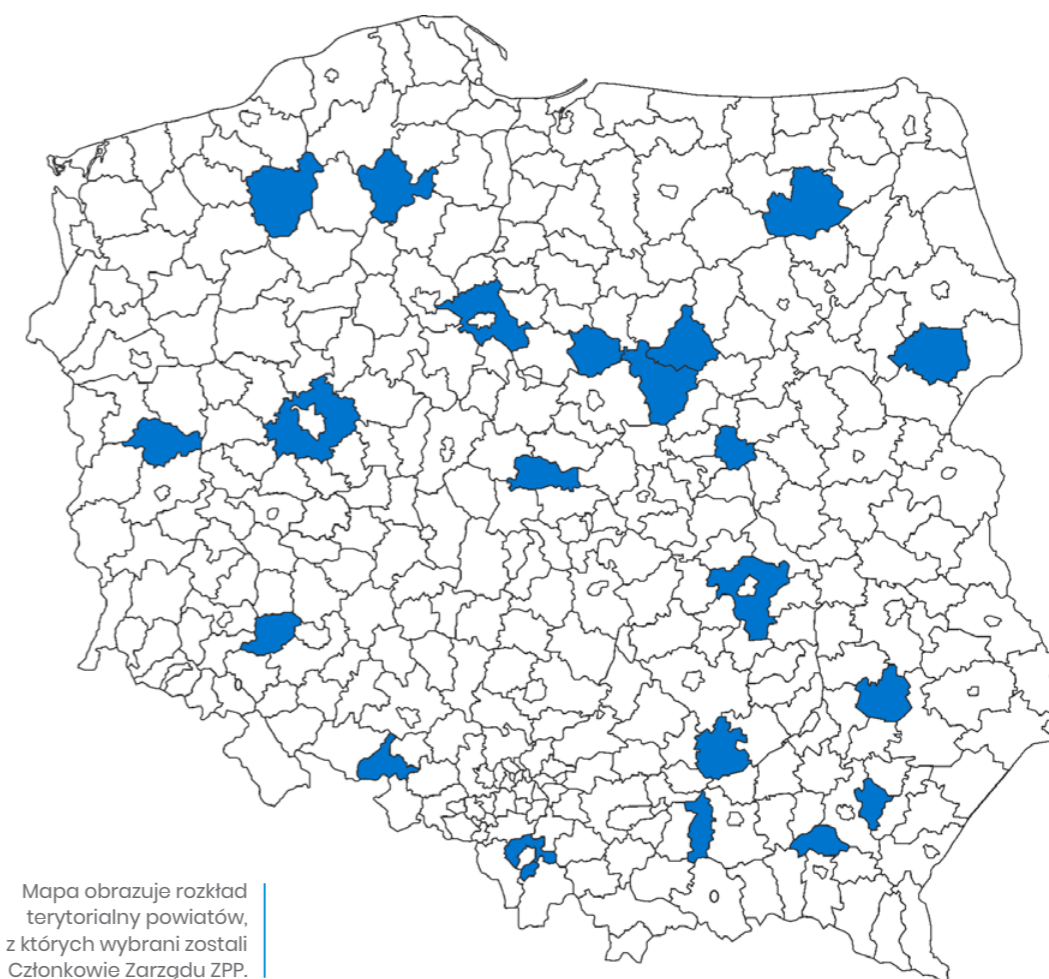 Mapa obrazuje rozkład
terytorialny powiatów,
z których wybrani zostali
Członkowie Zarządu ZPP.